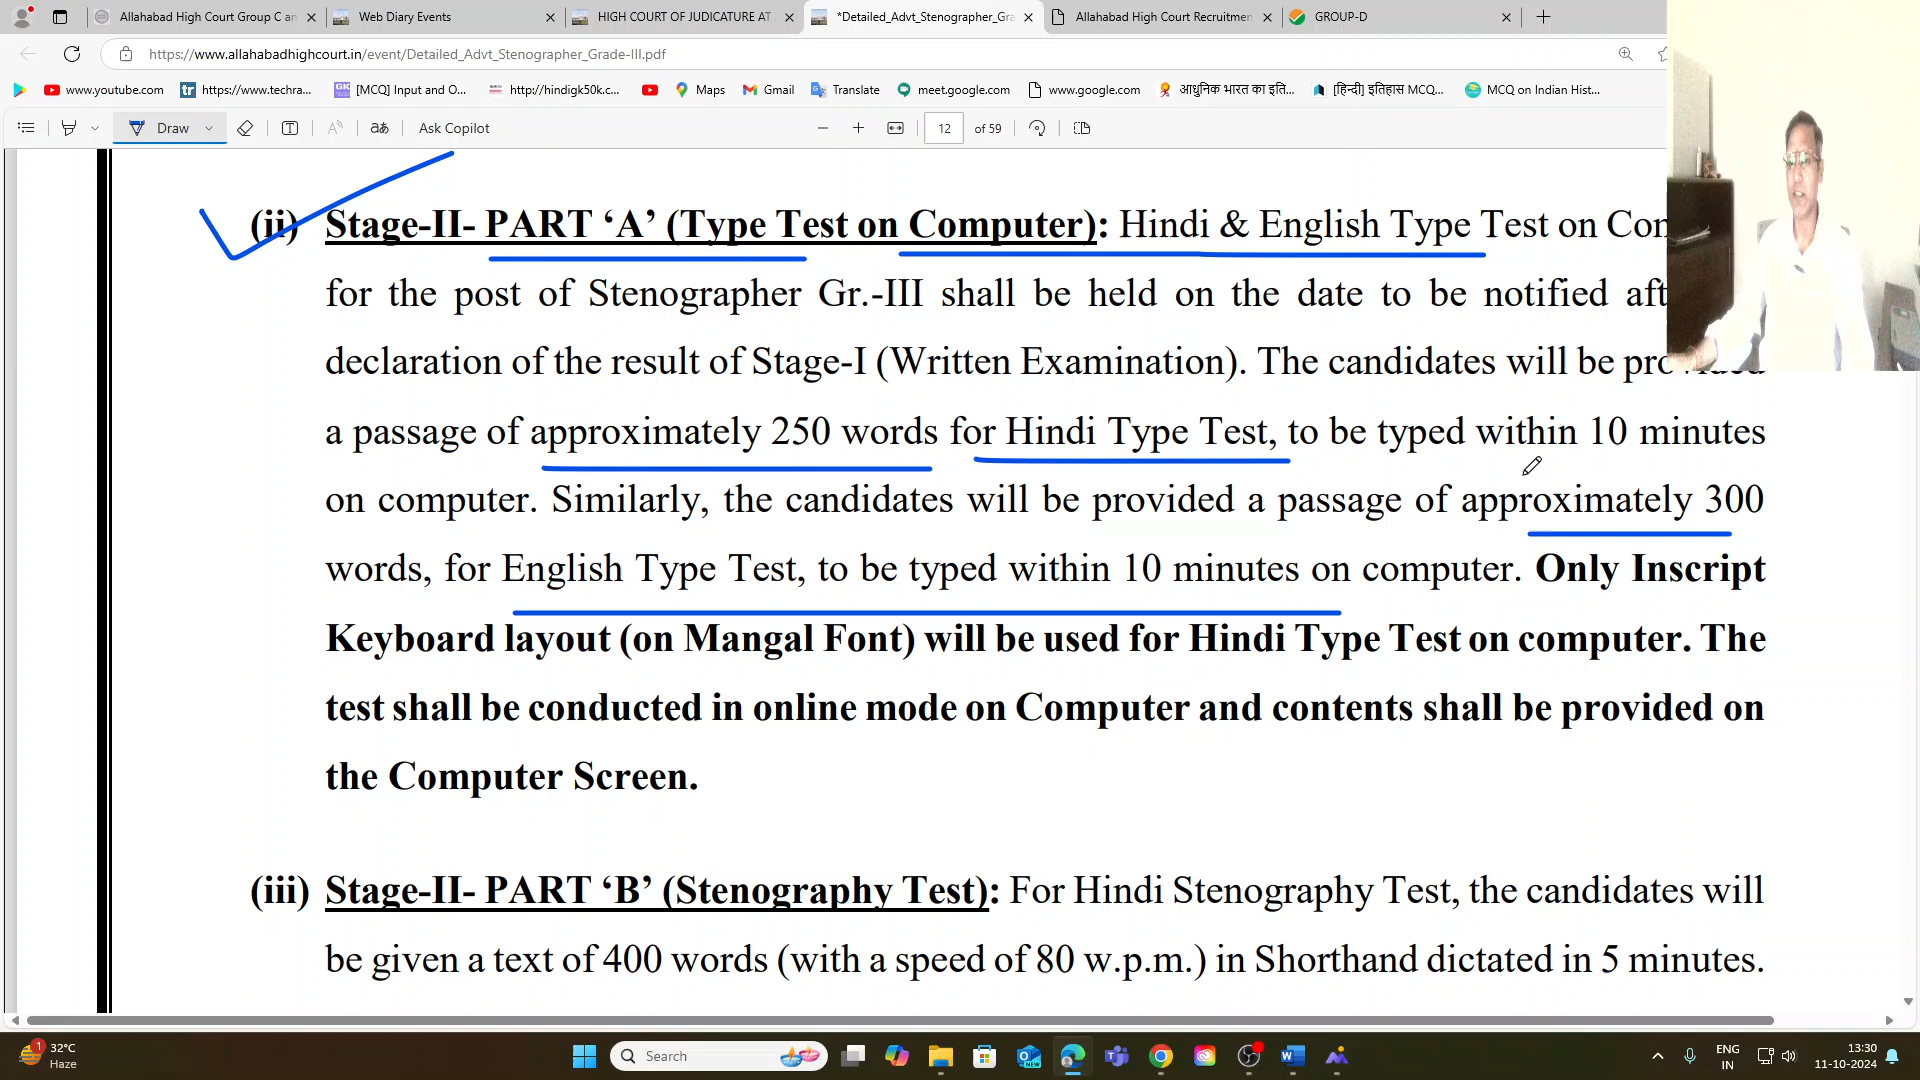 Allahabad High Court Group C an
Web Diary Events
HIGH COURT OF JUDICATURE AT
*Detailed_Advt_Stenographer_Gra
Allahabad High Court Recruitmen
GROUP-D
https://www.allahabadhighcourt.in/event/Detailed_Advt_Stenographer_Grade-III.pdf
www.youtube.com
https://www.techra...
[MCQ] Input and O...
http://hindigk50k.c...
Maps
Gmail
Translate
meet.google.com
www.google.com
आधुनिक भारत का इति...
[हिन्दी] इतिहास MCQ...
MCQ on Indian Hist...
Draw
Ask Copilot
12 of 59
(ii) Stage-II- PART ‘A’ (Type Test on Computer): Hindi & English Type Test on Com
for the post of Stenographer Gr.-III shall be held on the date to be notified aft
declaration of the result of Stage-I (Written Examination). The candidates will be provided
a passage of approximately 250 words for Hindi Type Test, to be typed within 10 minutes
on computer. Similarly, the candidates will be provided a passage of approximately 300
words, for English Type Test, to be typed within 10 minutes on computer. Only Inscript
Keyboard layout (on Mangal Font) will be used for Hindi Type Test on computer. The
test shall be conducted in online mode on Computer and contents shall be provided on
the Computer Screen.
(iii) Stage-II- PART ‘B’ (Stenography Test): For Hindi Stenography Test, the candidates will
be given a text of 400 words (with a speed of 80 w.p.m.) in Shorthand dictated in 5 minutes.
1
32°C
Haze
Search
ENG
IN
13:30
11-10-2024